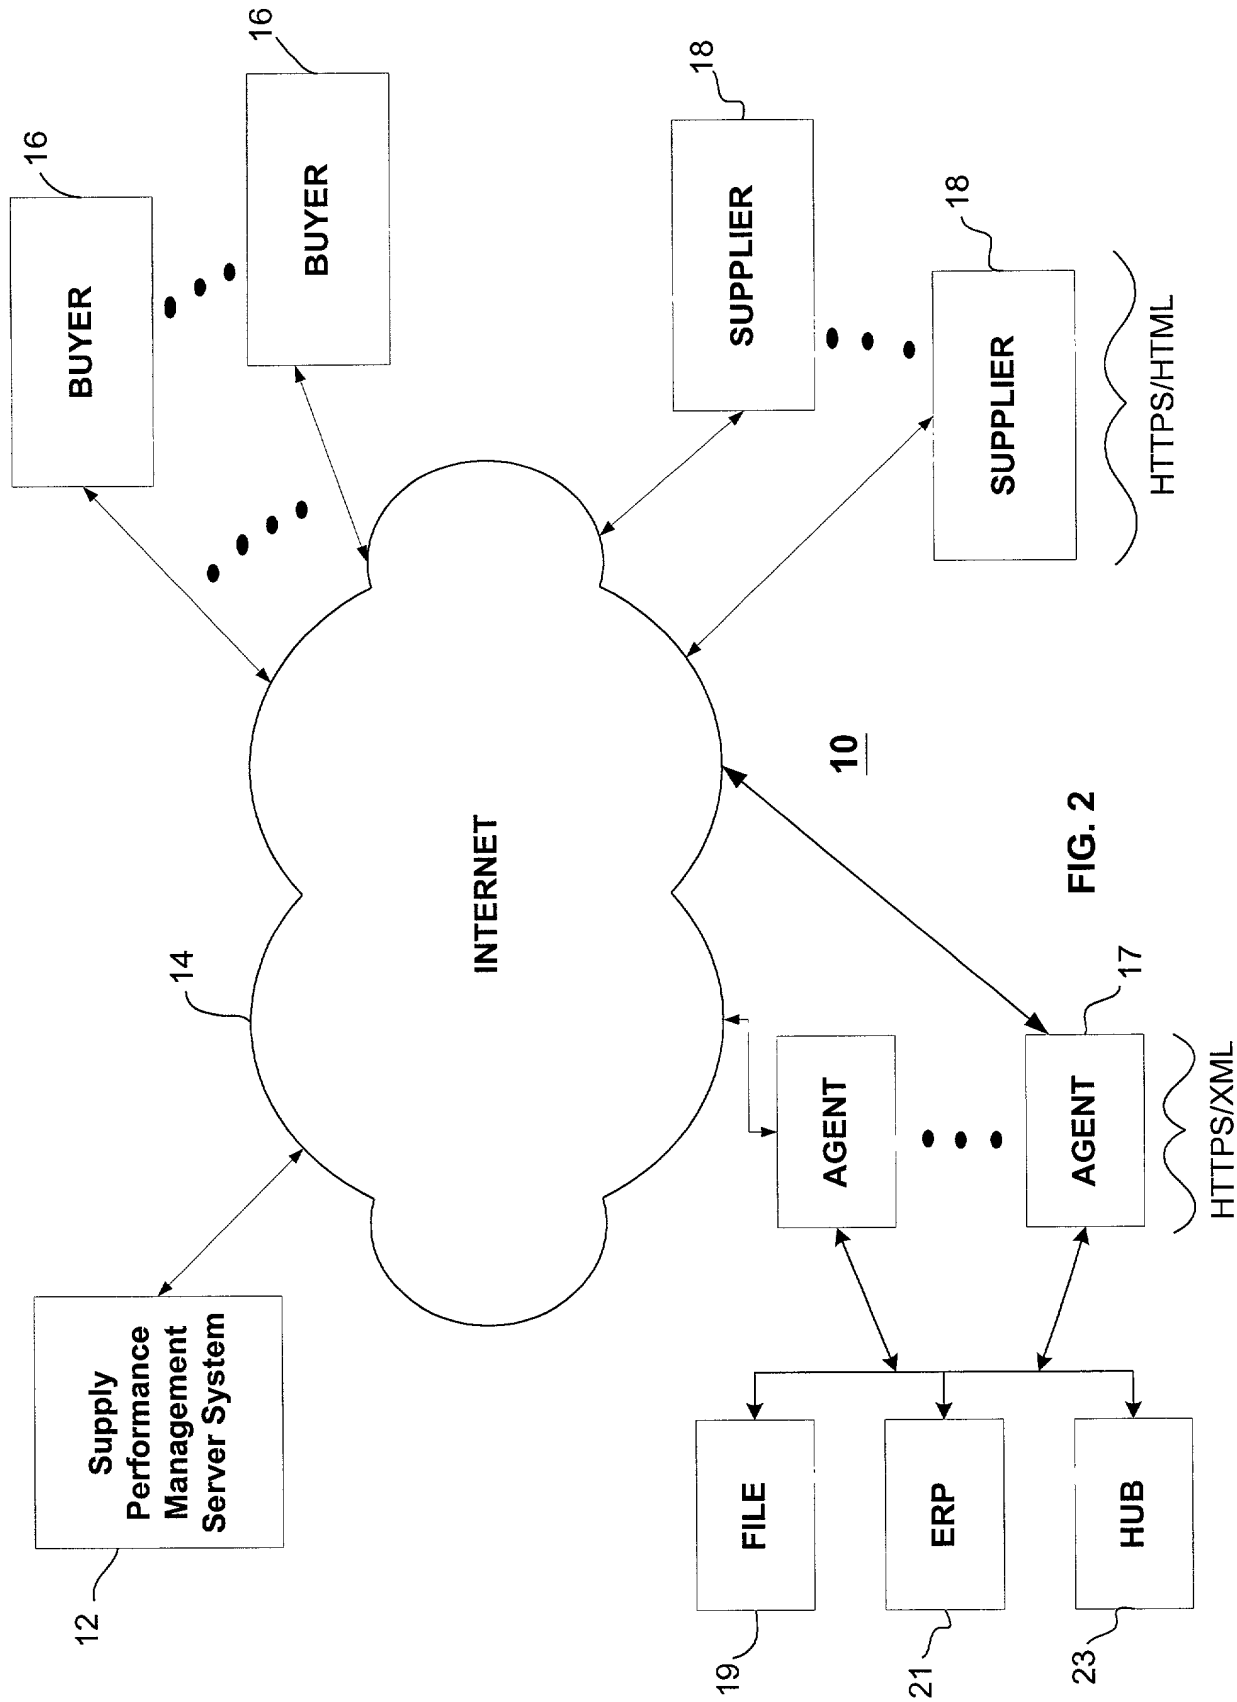 12
Supply
Performance
Management
Server System
14
INTERNET
BUYER
16
BUYER
16
SUPPLIER
18
SUPPLIER
18
HTTPS/HTML
19
FILE
21
ERP
23
HUB
AGENT
AGENT
17
HTTPS/XML
10
FIG. 2